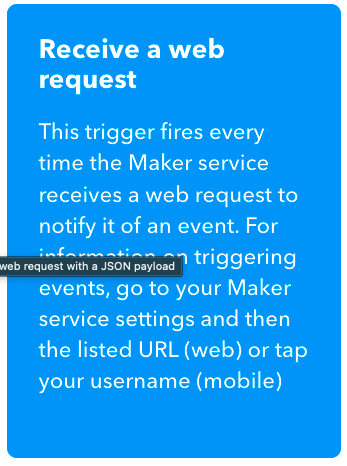 Receive a web
request
This trigger fires every
time the Maker service
receives a web request to
notify it of an event. For
information on triggering
web request with a JSON payload
events, go to your Maker
service settings and then
the listed URL (web) or tap
your username (mobile)